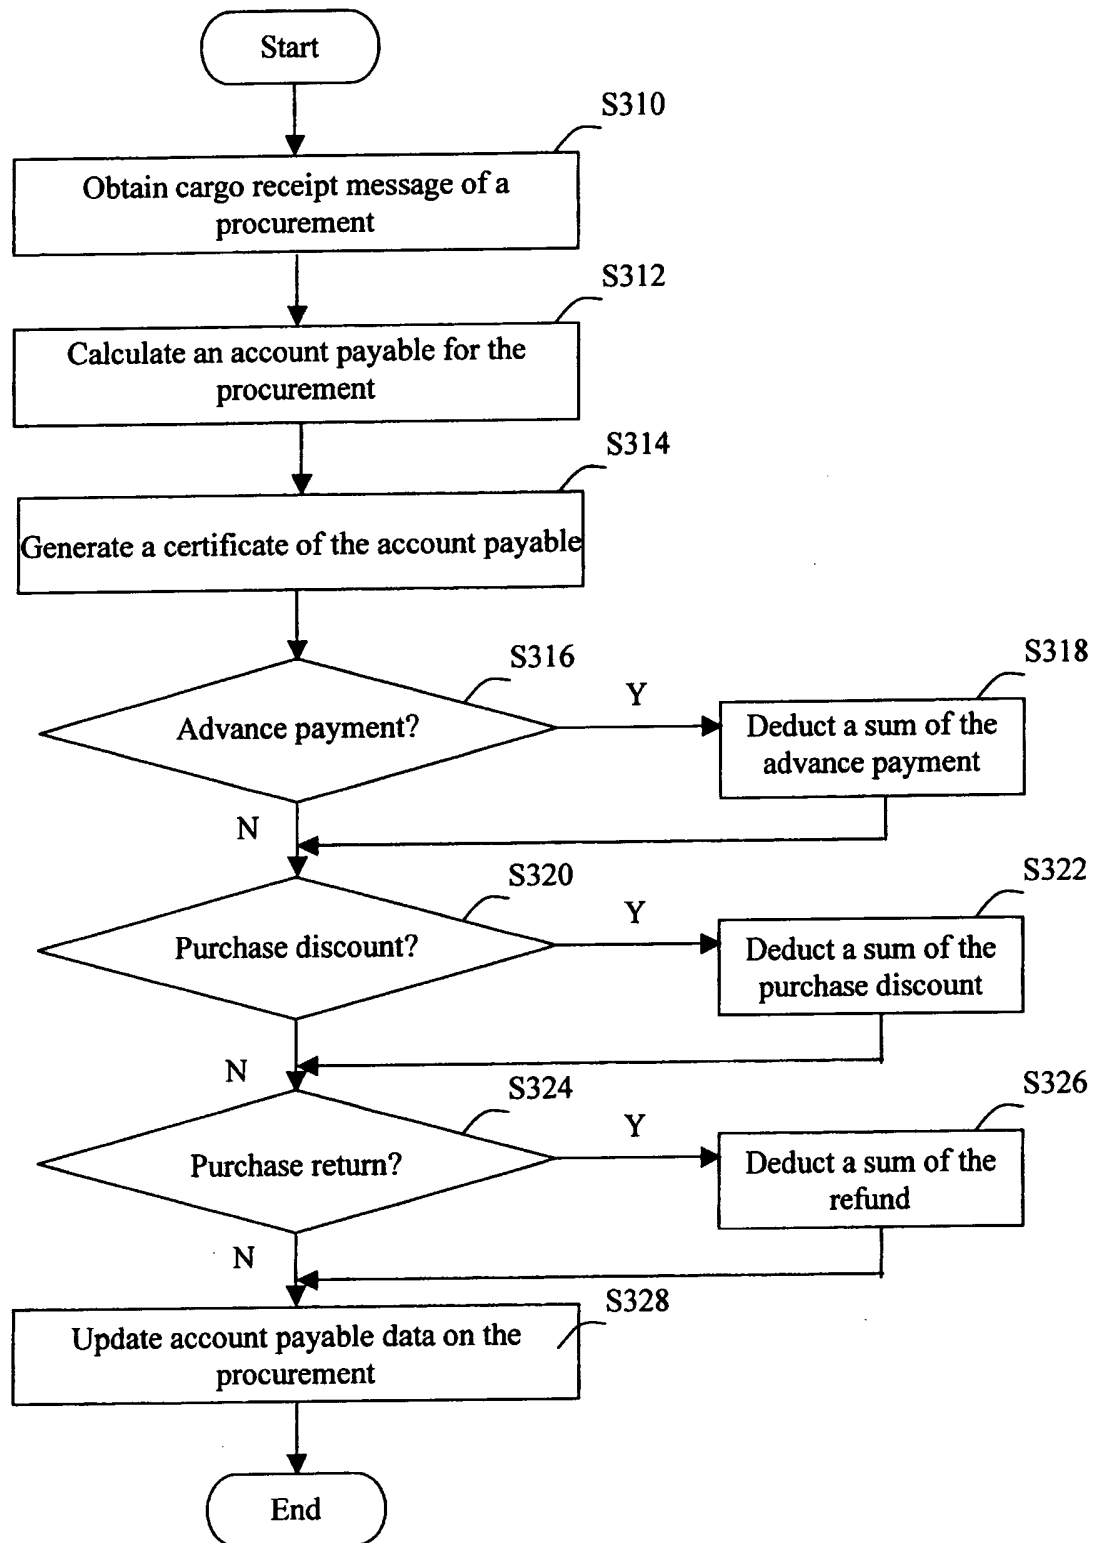 Start
S310
Obtain cargo receipt message of a
procurement
S312
Calculate an account payable for the
procurement
S314
Generate a certificate of the account payable
S316
Advance payment?
Y
S318
Deduct a sum of the
advance payment
N
S320
Purchase discount?
Y
S322
Deduct a sum of the
purchase discount
N
S324
Purchase return?
Y
S326
Deduct a sum of the
refund
N
S328
Update account payable data on the
procurement
End